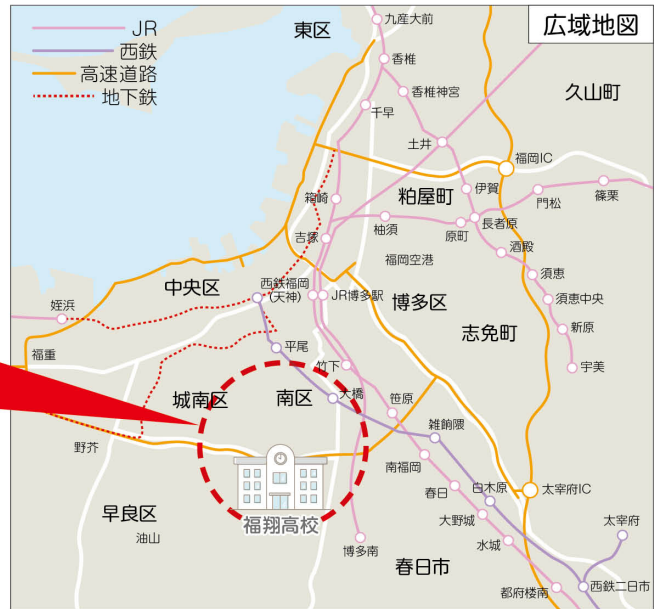 広域地図
JR
西鉄
高速道路
地下鉄
東区
九産大前
香椎
香椎神宮
千早
久山町
土井
福岡IC
箱崎
粕屋町
伊賀
門松
篠栗
柚須
原町
長者原
吉塚
福岡空港
酒殿
須恵
中央区
西鉄福岡
(天神)
JR博多駅
博多区
須恵中央
姪浜
志免町
新原
福重
平尾
竹下
宇美
城南区
南区
大橋
笹原
雑餉隈
野芥
南福岡
春日
白木原
太宰府IC
早良区
福翔高校
大野城
太宰府
油山
博多南
水城
春日市
都府楼南
西鉄二日市